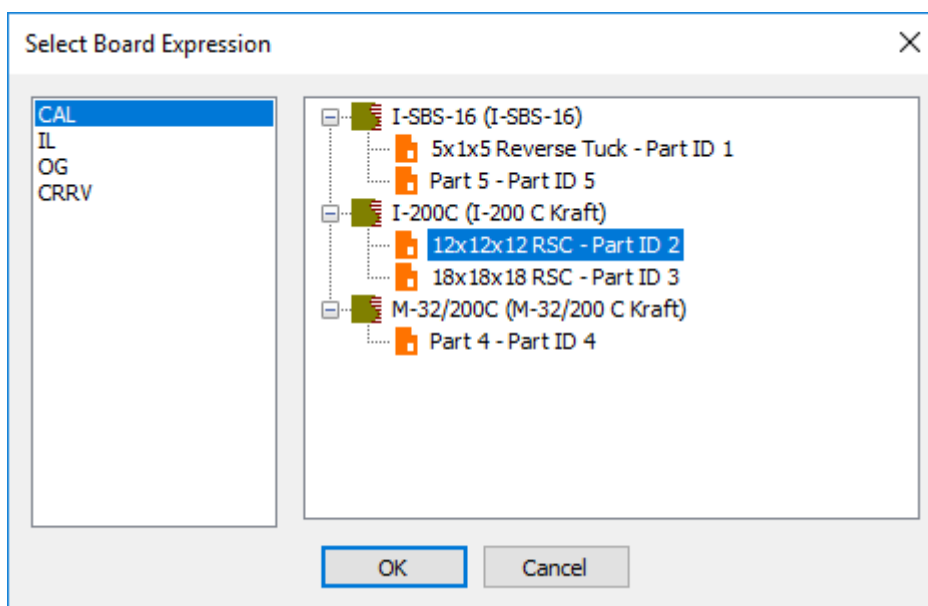 Select Board Expression
CAL
IL
OG
CRRV
I-SBS-16 (I-SBS-16)
5x1x5 Reverse Tuck - Part ID 1
Part 5 - Part ID 5
I-200C (I-200 C Kraft)
12x12x12 RSC - Part ID 2
18x18x18 RSC - Part ID 3
M-32/200C (M-32/200 C Kraft)
Part 4 - Part ID 4
OK
Cancel